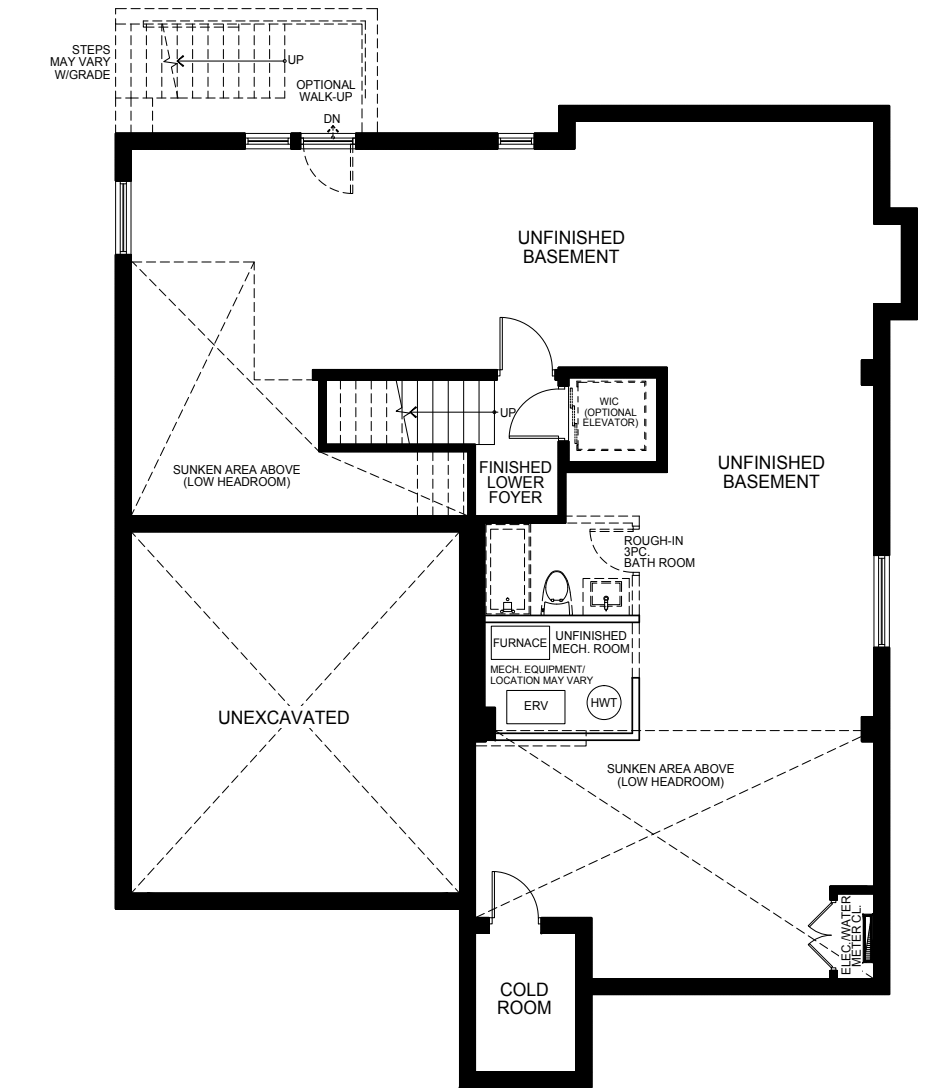 STEPS
MAY VARY
W/GRADE
UP
OPTIONAL
WALK-UP
DN
UNFINISHED
BASEMENT
WIC
(OPTIONAL
ELEVATOR)
UP
SUNKEN AREA ABOVE
(LOW HEADROOM)
FINISHED
LOWER
FOYER
UNFINISHED
BASEMENT
ROUGH-IN
3PC.
BATH ROOM
FURNACE
UNFINISHED
MECH. ROOM
MECH. EQUIPMENT/
LOCATION MAY VARY
ERV
HWT
UNEXCAVATED
SUNKEN AREA ABOVE
(LOW HEADROOM)
ELEC./WATER
METER CL.
COLD
ROOM